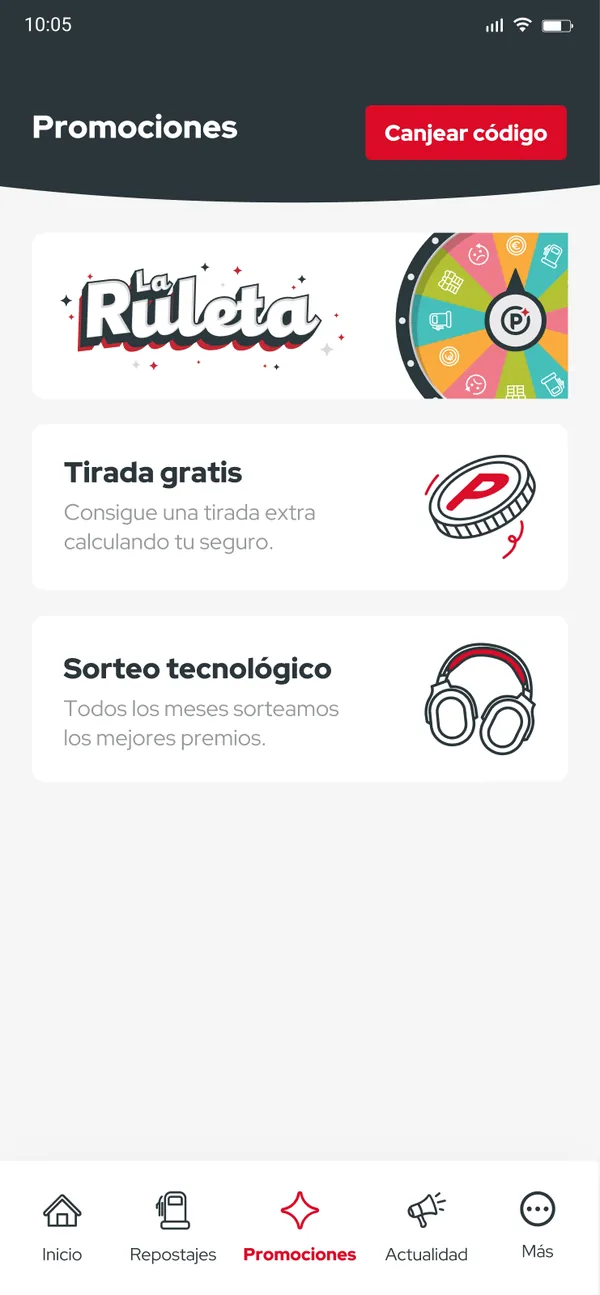 10:05
Promociones
Canjear código
La
Ruleta
P
Tirada gratis
Consigue una tirada extra
calculando tu seguro.
P
Sorteo tecnológico
Todos los meses sorteamos
los mejores premios.
Inicio
Repostajes
Promociones
Actualidad
Más